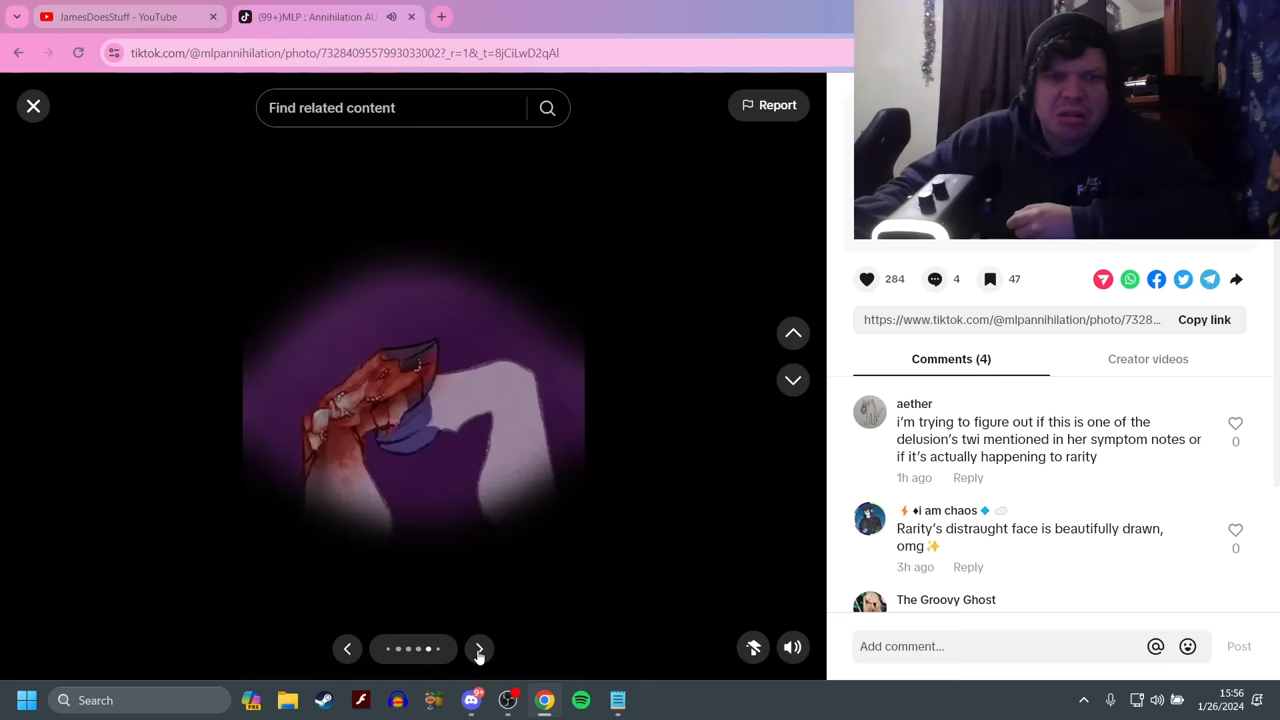 JamesDoesStuff - YouTube
(99+)MLP : Annihilation AU
tiktok.com/@mlpannihilation/photo/7328409557993033002?_r=1&_t=8jCiLwD2qAl
Find related content
Report
284
4
47
https://www.tiktok.com/@mlpannihilation/photo/7328...
Copy link
Comments (4)
Creator videos
aether
i'm trying to figure out if this is one of the
delusion's twi mentioned in her symptom notes or
if it's actually happening to rarity
0
1h ago
Reply
⚡♦i am chaos🔹☁️
Rarity's distraught face is beautifully drawn,
omg✨
0
3h ago
Reply
The Groovy Ghost
Add comment...
Post
Search
PRE
9+
15:56
1/26/2024